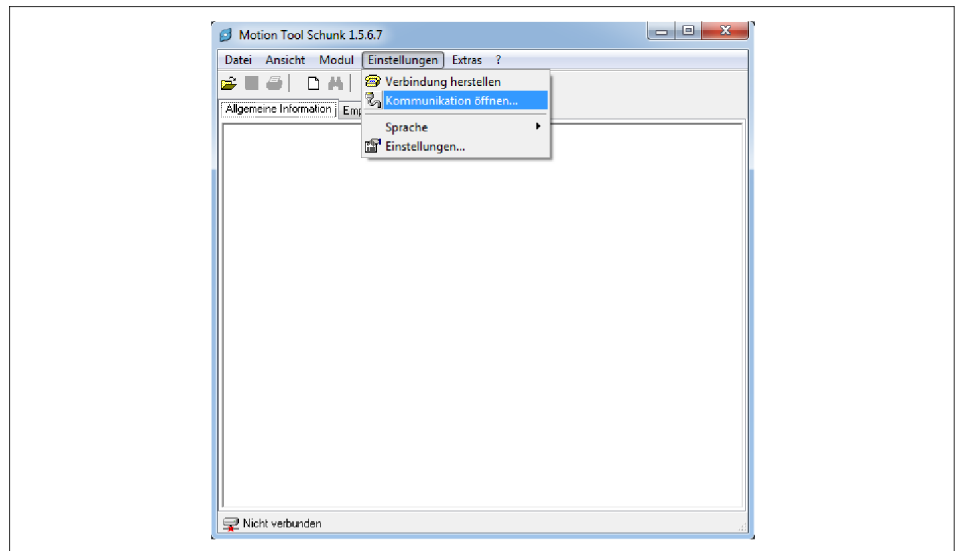 Motion Tool Schunk 1.5.6.7
Datei Ansicht Modul Einstellungen Extras ?
Verbindung herstellen
Kommunikation öffnen...
Sprache
Einstellungen...
Allgemeine Information
Nicht verbunden